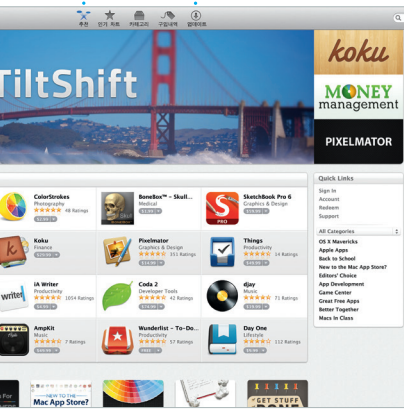 추천 인기 차트 카테고리 구입내역 업데이트
TiltShift
koku
MONEY
management
PIXELMATOR
Quick Links
Sign In
Account
Redeem
Support
All Categories
OS X Mavericks
Apple Apps
Back to School
New to the Mac App Store?
Editors' Choice
App Development
Game Center
Great Free Apps
Better Together
Macs In Class
ColorStrokes
Photography
48 Ratings
BoneBox™ – Skull...
Medical
SketchBook Pro 6
Graphics & Design
PRO
Koku
Finance
Pixelmator
Graphics & Design
351 Ratings
Things
Productivity
14 Ratings
writer
iA Writer
Productivity
1054 Ratings
Coda 2
Developer Tools
42 Ratings
djay
Music
71 Ratings
AmpKit
Music
7 Ratings
Wunderlist – To-Do...
Productivity
57 Ratings
Day One
Lifestyle
112 Ratings
NEW TO THE
Mac App Store?
GET STUFF
DONE